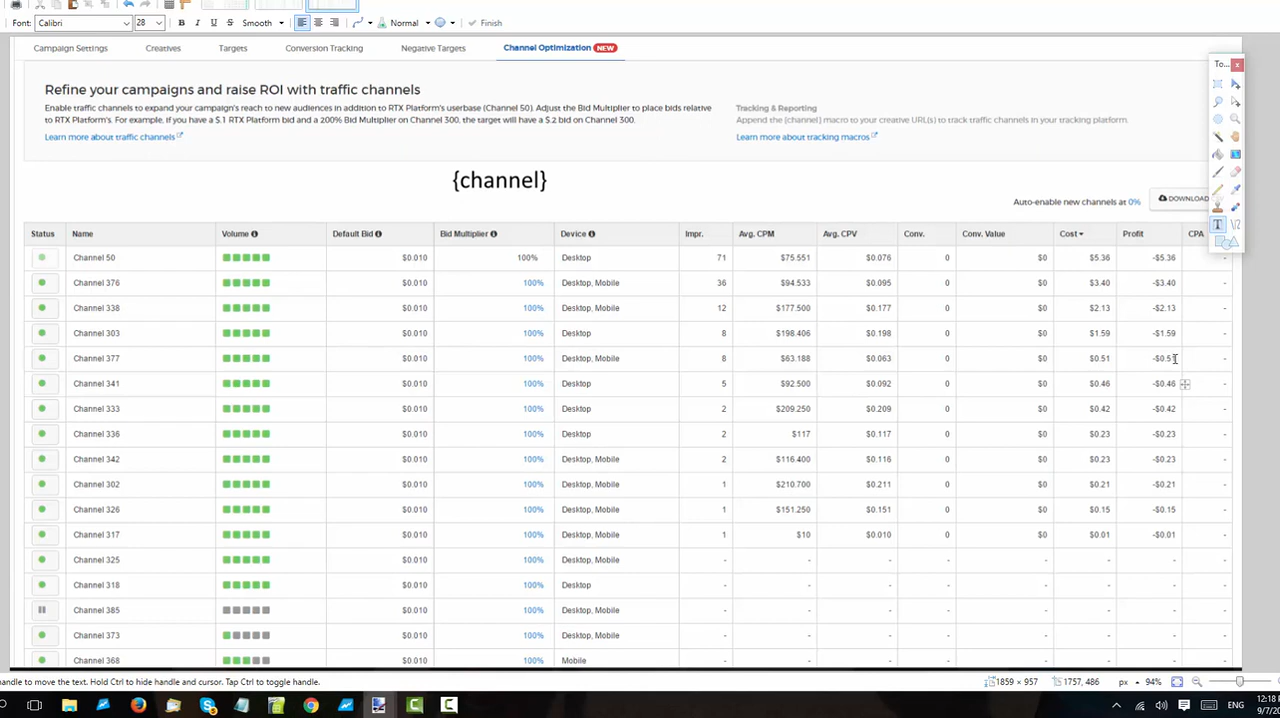 Font: Calibri 28 Smooth Normal Finish
Campaign Settings Creatives Targets Conversion Tracking Negative Targets Channel Optimization NEW
To... x
Refine your campaigns and raise ROI with traffic channels
Enable traffic channels to expand your campaign's reach to new audiences in addition to RTX Platform's userbase (Channel 50). Adjust the Bid Multiplier to place bids relative
to RTX Platform's. For example, if you have a $.1 RTX Platform bid and a 200% Bid Multiplier on Channel 300, the target will have a $.2 bid on Channel 300.
Learn more about traffic channels
Tracking & Reporting
Append the {channel} macro to your creative URL(s) to track traffic channels in your tracking platform.
Learn more about tracking macros
{channel}
Auto-enable new channels at 0% DOWNLOAD
Status Name Volume Default Bid Bid Multiplier Device Impr. Avg. CPM Avg. CPV Conv. Conv. Value Cost Profit CPA
Channel 50 $0.010 100% Desktop 71 $75.551 $0.076 0 $0 $5.36 -$5.36 -
Channel 376 $0.010 100% Desktop, Mobile 36 $94.533 $0.095 0 $0 $3.40 -$3.40 -
Channel 338 $0.010 100% Desktop, Mobile 12 $177.500 $0.177 0 $0 $2.13 -$2.13 -
Channel 303 $0.010 100% Desktop 8 $198.406 $0.198 0 $0 $1.59 -$1.59 -
Channel 377 $0.010 100% Desktop, Mobile 8 $63.188 $0.063 0 $0 $0.51 -$0.51 -
Channel 341 $0.010 100% Desktop 5 $92.500 $0.092 0 $0 $0.46 -$0.46 -
Channel 333 $0.010 100% Desktop 2 $209.250 $0.209 0 $0 $0.42 -$0.42 -
Channel 336 $0.010 100% Desktop 2 $117 $0.117 0 $0 $0.23 -$0.23 -
Channel 342 $0.010 100% Desktop, Mobile 2 $116.400 $0.116 0 $0 $0.23 -$0.23 -
Channel 302 $0.010 100% Desktop, Mobile 1 $210.700 $0.211 0 $0 $0.21 -$0.21 -
Channel 326 $0.010 100% Desktop, Mobile 1 $151.250 $0.151 0 $0 $0.15 -$0.15 -
Channel 317 $0.010 100% Desktop, Mobile 1 $10 $0.010 0 $0 $0.01 -$0.01 -
Channel 325 $0.010 100% Desktop, Mobile - - - - - - - -
Channel 318 $0.010 100% Desktop - - - - - - - -
Channel 385 $0.010 100% Desktop, Mobile - - - - - - - -
Channel 373 $0.010 100% Desktop, Mobile - - - - - - - -
Channel 368 $0.010 100% Mobile - - - - - - - -
handle to move the text. Hold Ctrl to hide handle and cursor. Tap Ctrl to toggle handle. 1859 × 957 1757, 486 px 94%
ENG 12:18